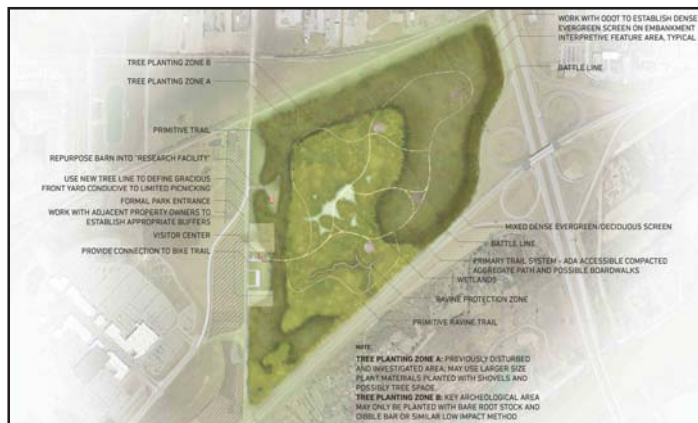 WORK WITH ODOT TO ESTABLISH DENSE
EVERGREEN SCREEN ON EMBANKMENT
INTERPRETIVE FEATURE AREA, TYPICAL
BATTLE LINE
TREE PLANTING ZONE B
TREE PLANTING ZONE A
PRIMITIVE TRAIL
REPURPOSE BARN INTO "RESEARCH FACILITY"
USE NEW TREE LINE TO DEFINE GRACIOUS
FRONT YARD CONDUCIVE TO LIMITED PICNICKING
FORMAL PARK ENTRANCE
WORK WITH ADJACENT PROPERTY OWNERS TO
ESTABLISH APPROPRIATE BUFFERS
VISITOR CENTER
PROVIDE CONNECTION TO BIKE TRAIL
MIXED DENSE EVERGREEN/DECIDUOUS SCREEN
BATTLE LINE
PRIMARY TRAIL SYSTEM - ADA ACCESSIBLE COMPACTED
AGGREGATE PATH AND POSSIBLE BOARDWALKS
WETLANDS
RAVINE PROTECTION ZONE
PRIMITIVE RAVINE TRAIL
NOTE:
TREE PLANTING ZONE A: PREVIOUSLY DISTURBED
AND INVESTIGATED AREA; MAY USE LARGER SIZE
PLANT MATERIALS PLANTED WITH SHOVELS AND
POSSIBLY TREE SPADE.
TREE PLANTING ZONE B: KEY ARCHEOLOGICAL AREA
MAY ONLY BE PLANTED WITH BARE ROOT STOCK AND
DIBBLE BAR OR SIMILAR LOW IMPACT METHOD